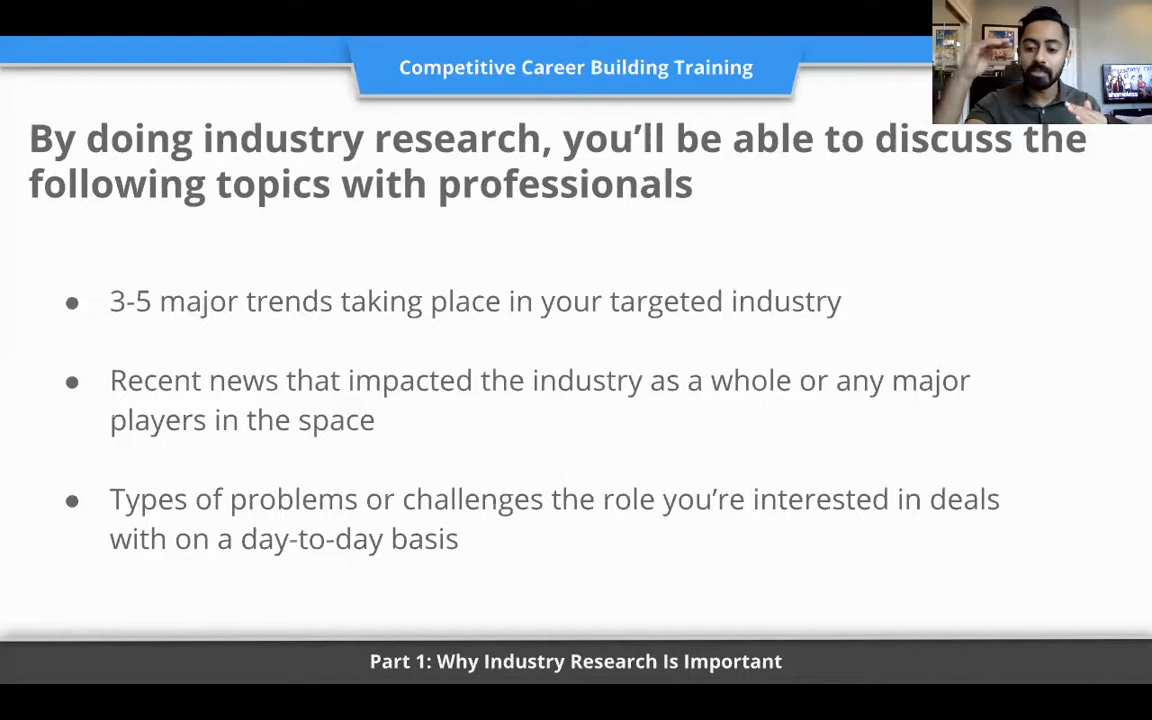 Competitive Career Building Training
By doing industry research, you’ll be able to discuss the
following topics with professionals
● 3-5 major trends taking place in your targeted industry
● Recent news that impacted the industry as a whole or any major
players in the space
● Types of problems or challenges the role you’re interested in deals
with on a day-to-day basis
Part 1: Why Industry Research Is Important
shameless